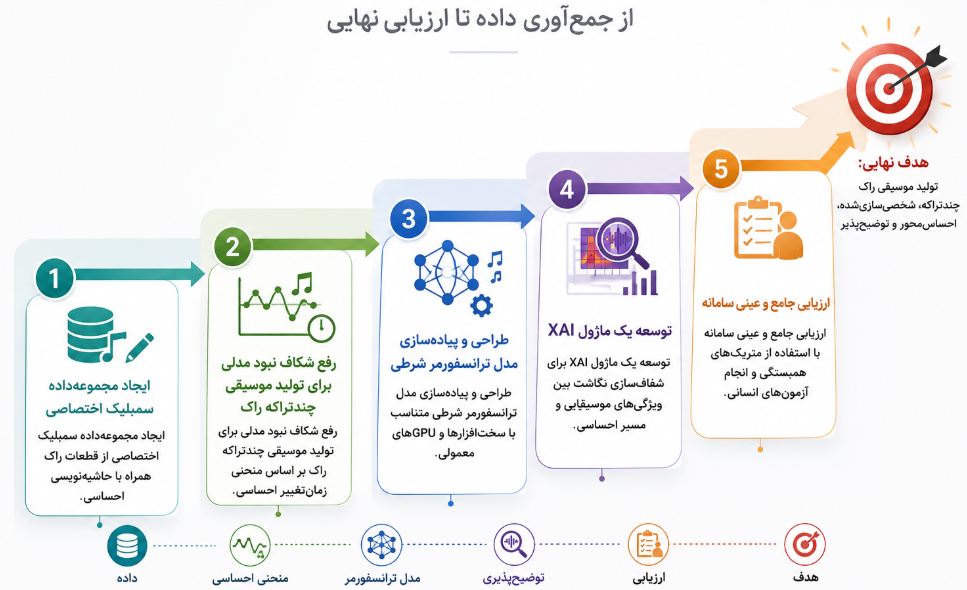 از جمع‌آوری داده تا ارزیابی نهایی
1
ایجاد مجموعه‌داده
سمبلیک اختصاصی
ایجاد مجموعه‌داده سمبلیک
اختصاصی از قطعات راک
همراه با حاشیه‌نویسی
احساسی.
2
رفع شکاف نبود مدلی
برای تولید موسیقی
چندتراکه راک
رفع شکاف نبود مدلی برای
تولید موسیقی چندتراکه
راک بر اساس منحنی
زمان‌تغییر احساسی.
3
طراحی و پیاده‌سازی
مدل ترانسفورمر شرطی
طراحی و پیاده‌سازی مدل
ترانسفورمر شرطی متناسب
با سخت‌افزارها و GPUهای
معمولی.
4
توسعه یک ماژول XAI
توسعه یک ماژول XAI برای
شفاف‌سازی نگاشت بین
ویژگی‌های موسیقایی و
مسیر احساسی.
5
ارزیابی جامع و عینی سامانه
ارزیابی جامع و عینی سامانه
با استفاده از متریک‌های
همبستگی و انجام
آزمون‌های انسانی.
هدف نهایی:
تولید موسیقی راک
چندتراکه، شخصی‌سازی‌شده،
احساس‌محور و توضیح‌پذیر
داده
منحنی احساسی
مدل ترانسفورمر
توضیح‌پذیری
ارزیابی
هدف